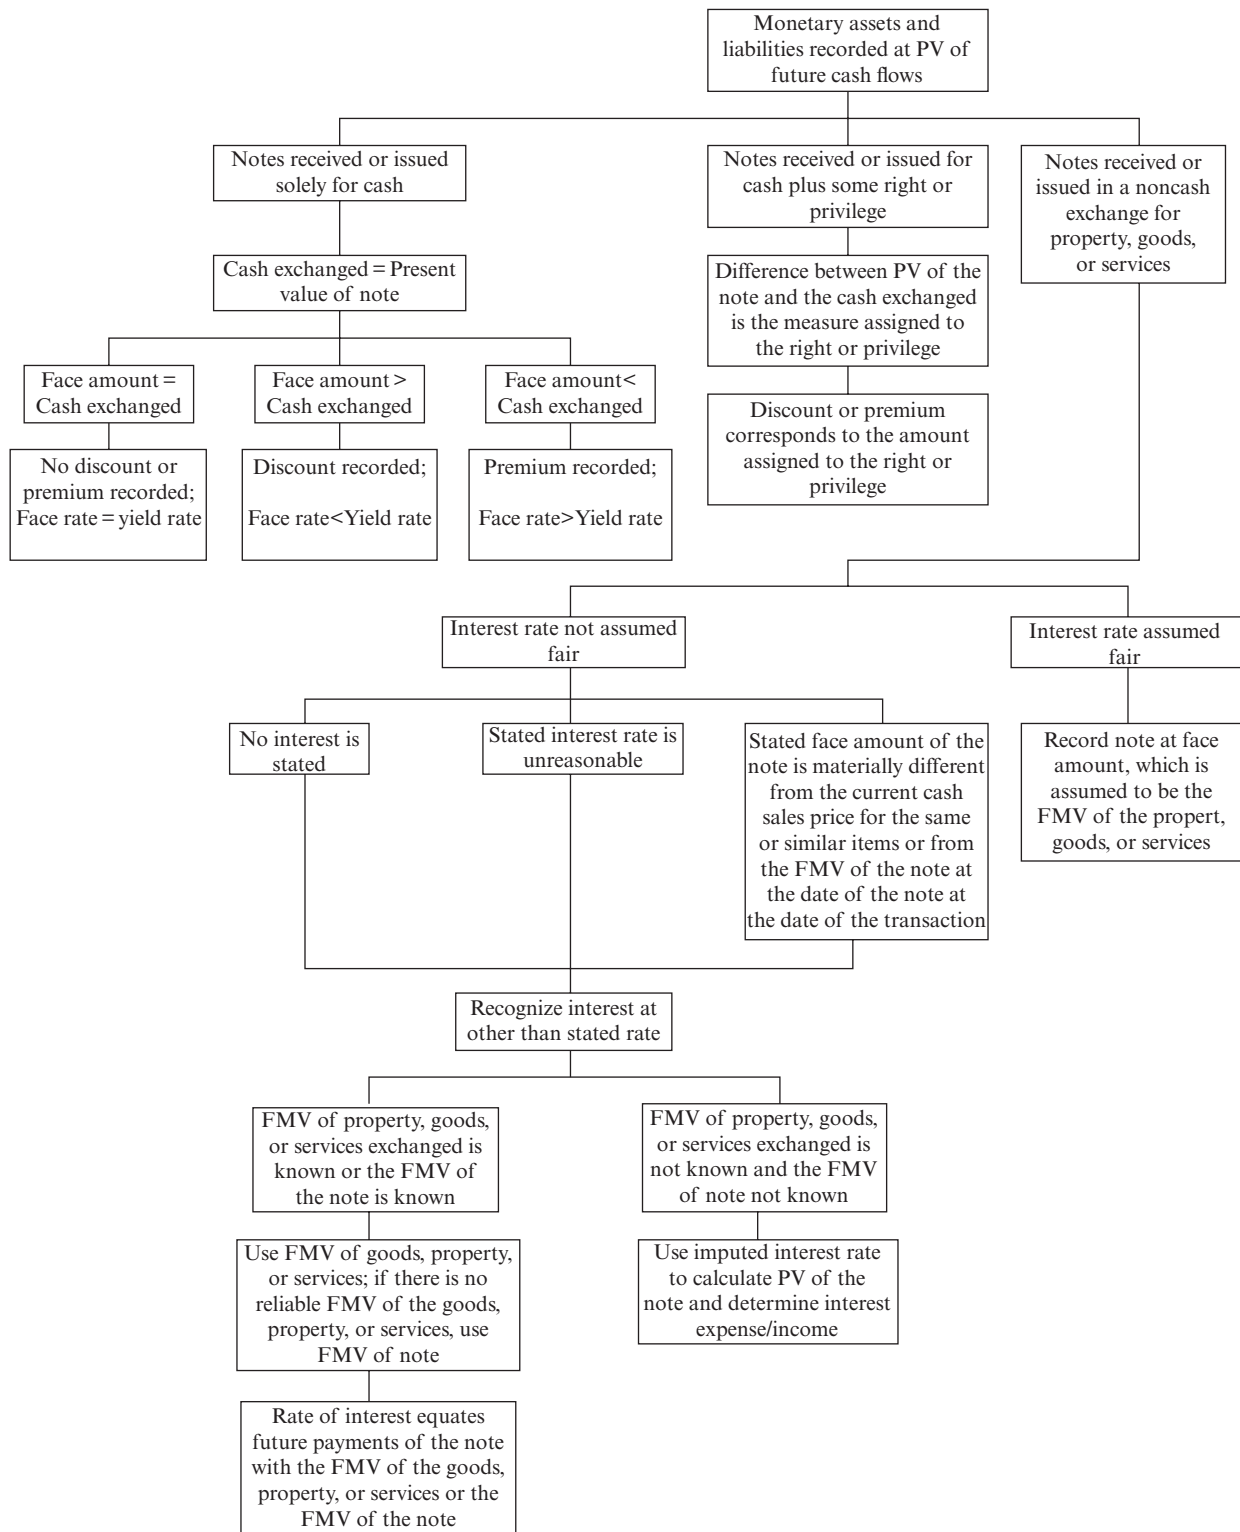 Monetary assets and
liabilities recorded at PV of
future cash flows
Notes received or issued
solely for cash
Notes received or issued for
cash plus some right or
privilege
Notes received or
issued in a noncash
exchange for
property, goods,
or services
Cash exchanged = Present
value of note
Difference between PV of the
note and the cash exchanged
is the measure assigned to
the right or privilege
Face amount =
Cash exchanged
Face amount >
Cash exchanged
Face amount<
Cash exchanged
Discount or premium
corresponds to the amount
assigned to the right or
privilege
No discount or
premium recorded;
Face rate = yield rate
Discount recorded;
Face rate<Yield rate
Premium recorded;
Face rate>Yield rate
Interest rate not assumed
fair
Interest rate assumed
fair
No interest is
stated
Stated interest rate is
unreasonable
Stated face amount of the
note is materially different
from the current cash
sales price for the same
or similar items or from
the FMV of the note at
the date of the note at
the date of the transaction
Record note at face
amount, which is
assumed to be the
FMV of the propert,
goods, or services
Recognize interest at
other than stated rate
FMV of property, goods,
or services exchanged is
known or the FMV of
the note is known
FMV of property, goods,
or services exchanged is
not known and the FMV
of note not known
Use FMV of goods, property,
or services; if there is no
reliable FMV of the goods,
property, or services, use
FMV of note
Use imputed interest rate
to calculate PV of the
note and determine interest
expense/income
Rate of interest equates
future payments of the note
with the FMV of the goods,
property, or services or the
FMV of the note